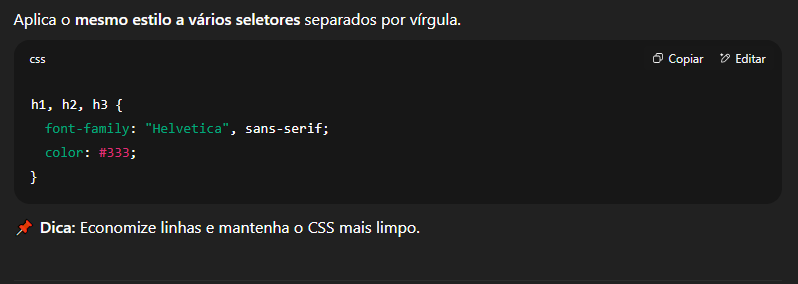 Aplica o mesmo estilo a vários seletores separados por vírgula.
css Copiar Editar
h1, h2, h3 {
  font-family: "Helvetica", sans-serif;
  color: #333;
}
📌 Dica: Economize linhas e mantenha o CSS mais limpo.